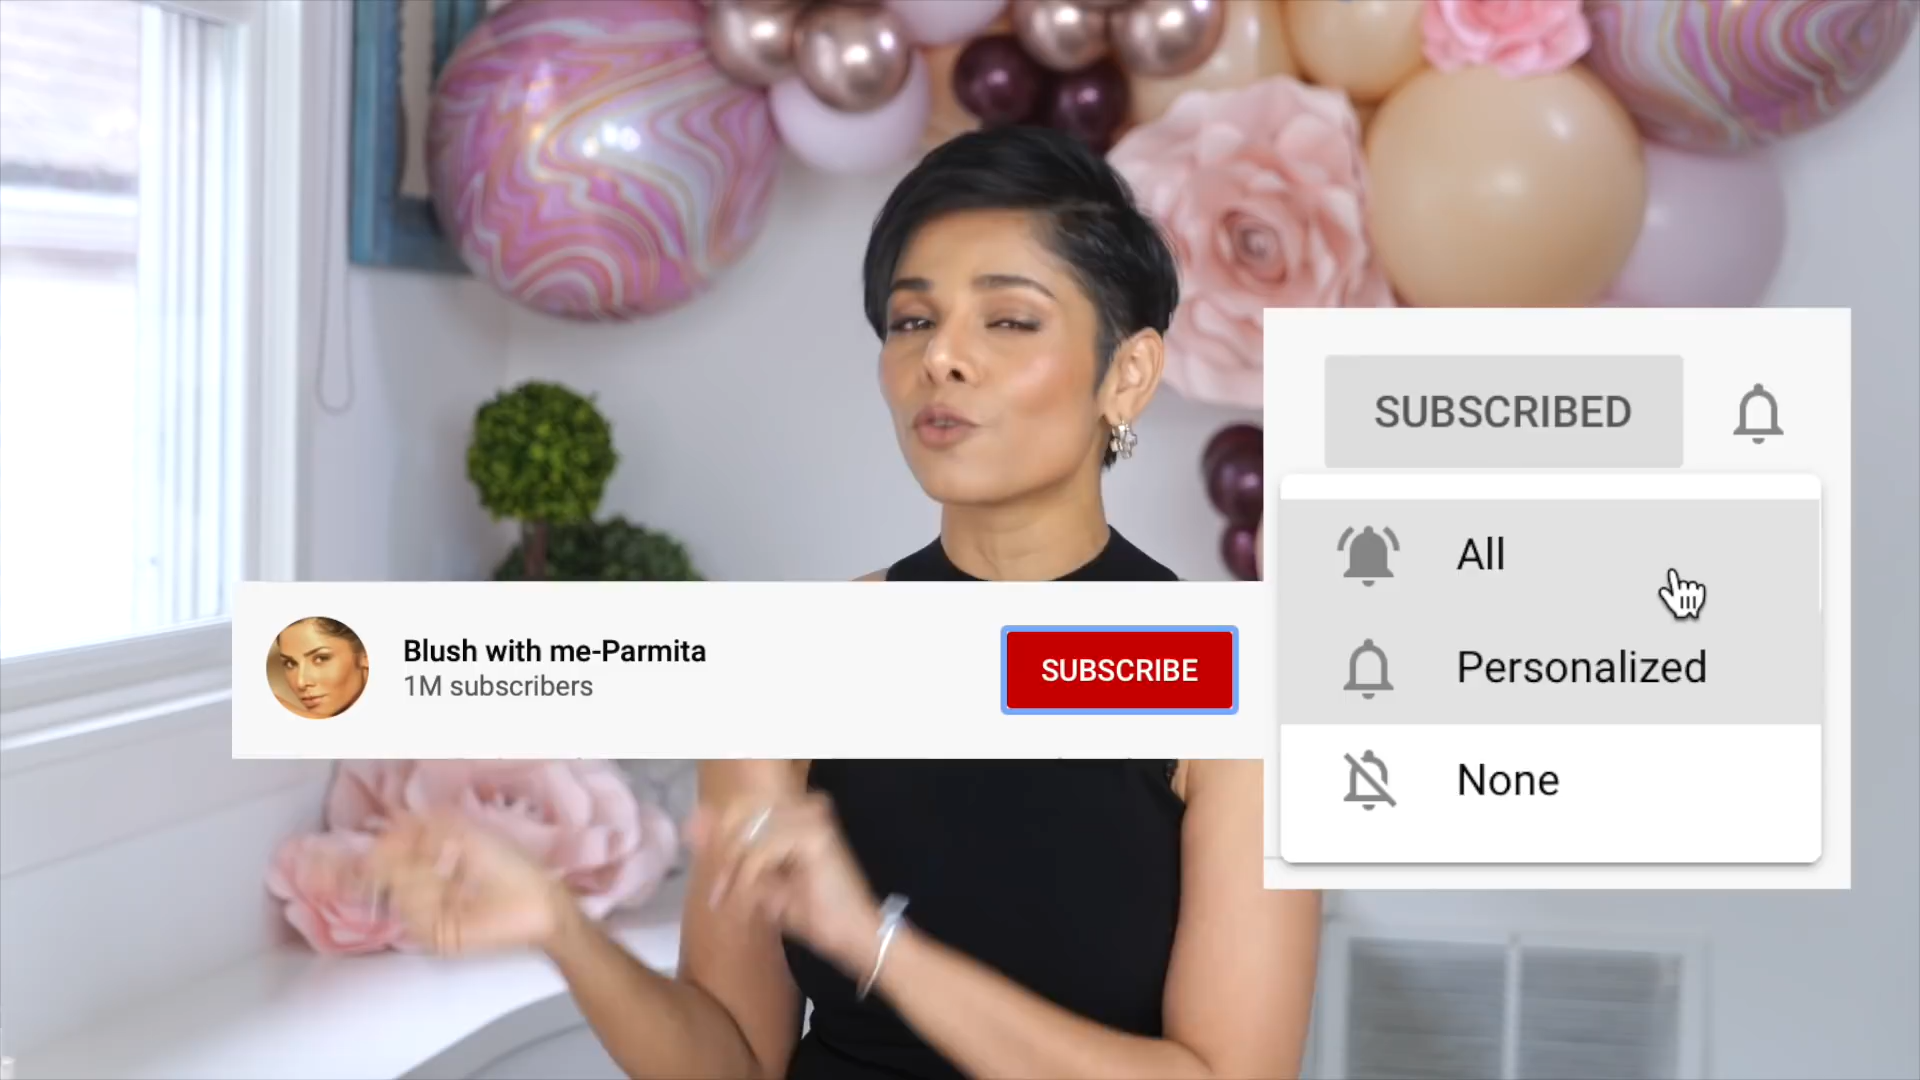 Blush with me-Parmita
1M subscribers
SUBSCRIBE
SUBSCRIBED
All
Personalized
None